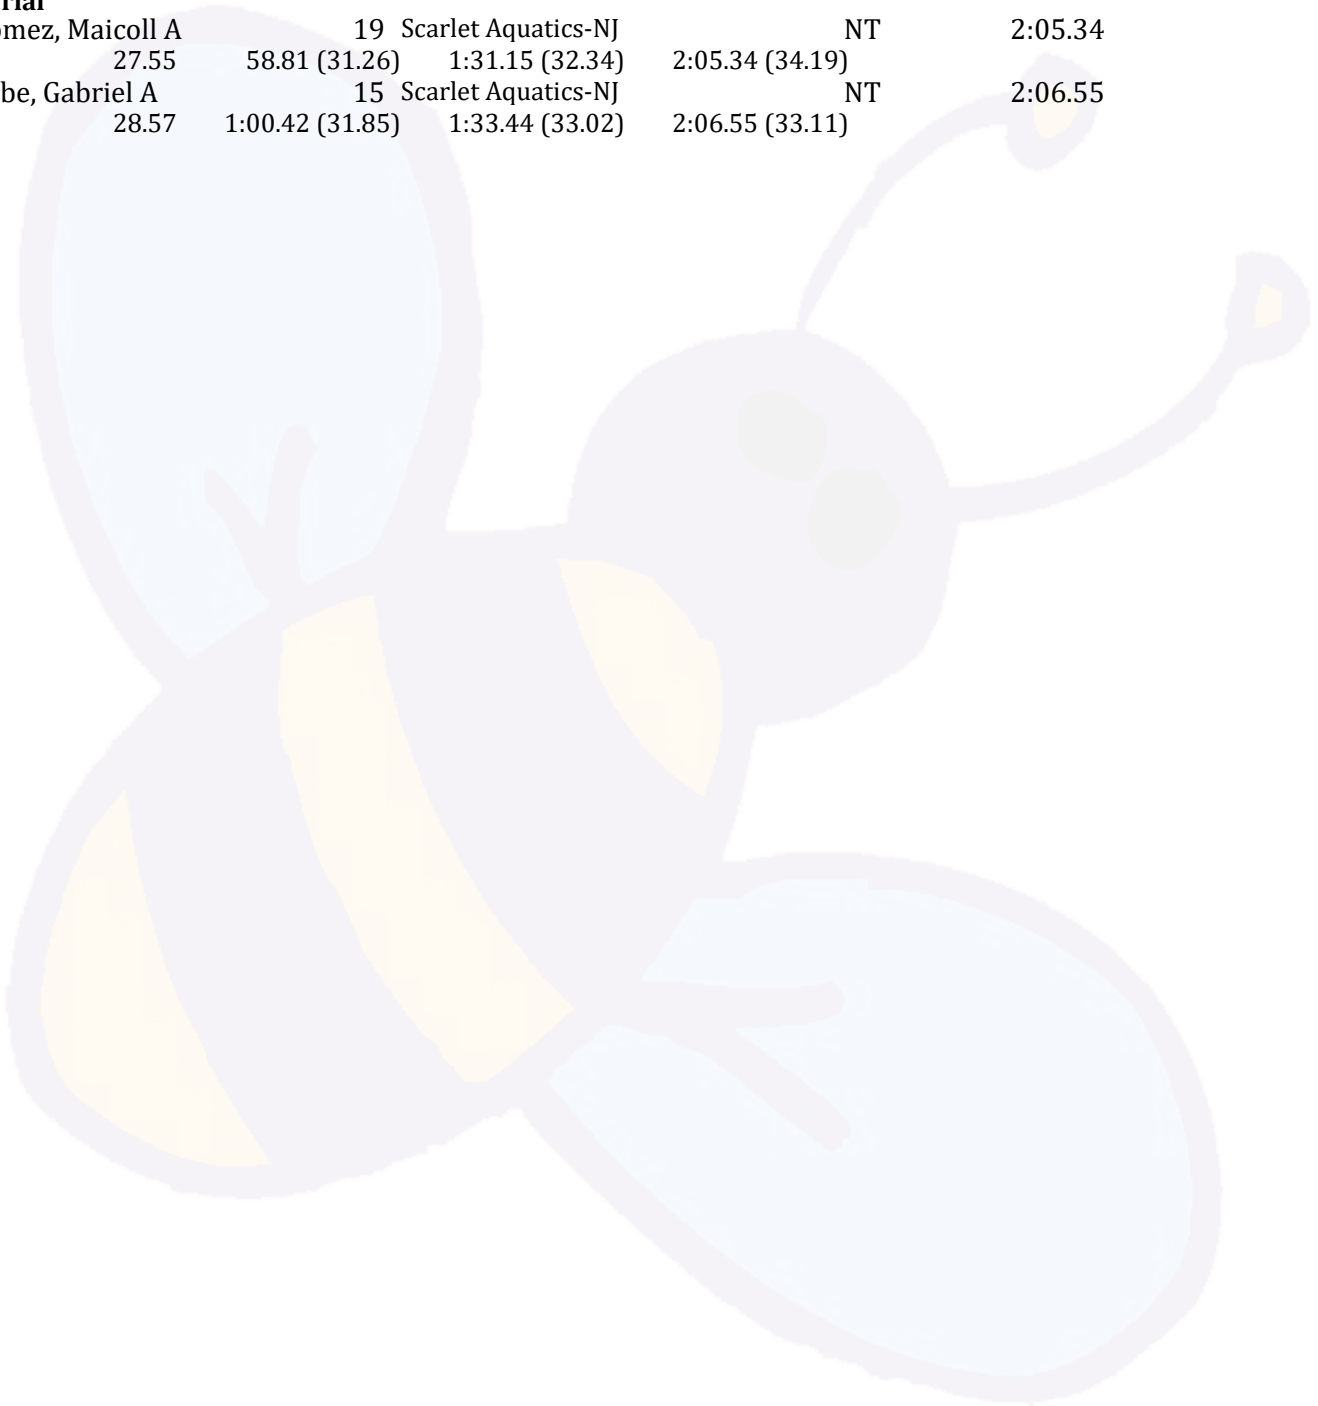 rial
omez, Maicoll A 19 Scarlet Aquatics-NJ NT 2:05.34
27.55 58.81 (31.26) 1:31.15 (32.34) 2:05.34 (34.19)
be, Gabriel A 15 Scarlet Aquatics-NJ NT 2:06.55
28.57 1:00.42 (31.85) 1:33.44 (33.02) 2:06.55 (33.11)